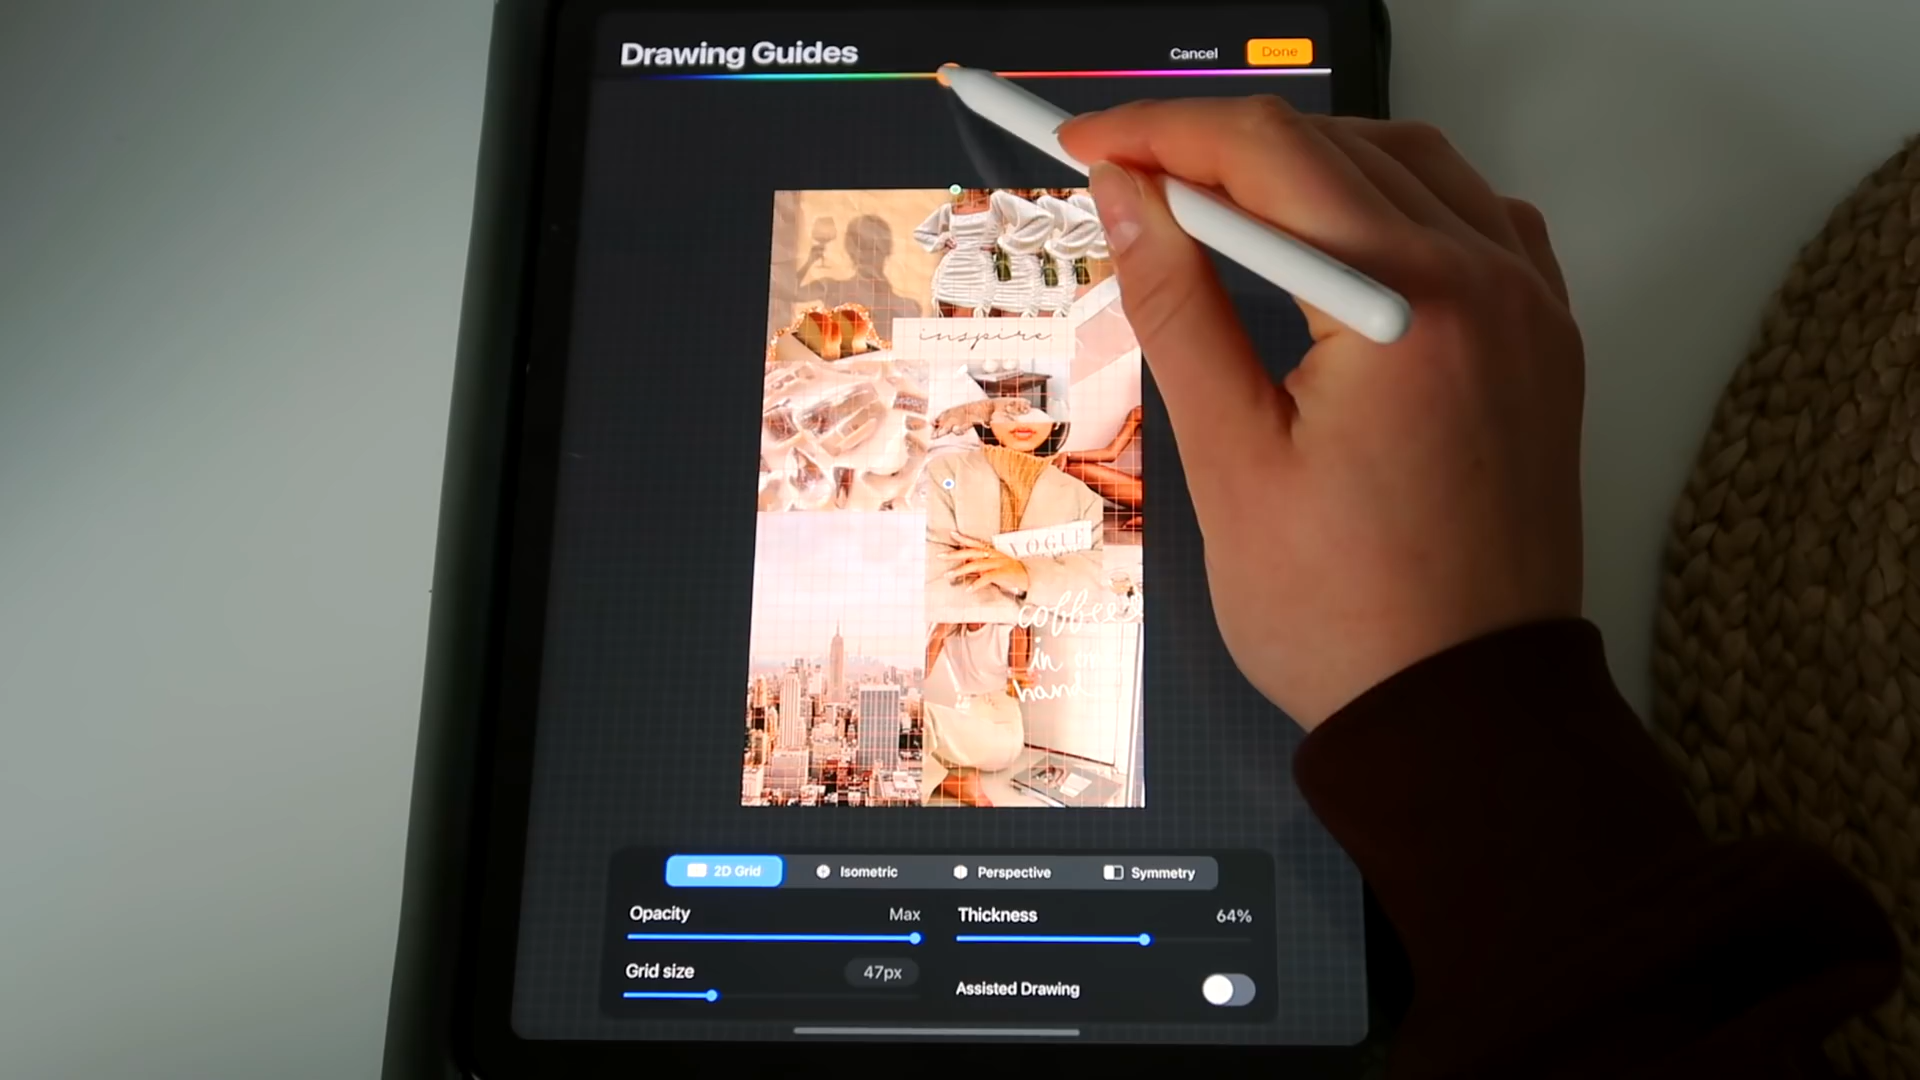 Drawing Guides
Cancel
Done
inspire
VOGUE
coffee
in
hand
2D Grid
Isometric
Perspective
Symmetry
Opacity
Max
Thickness
64%
Grid size
47px
Assisted Drawing